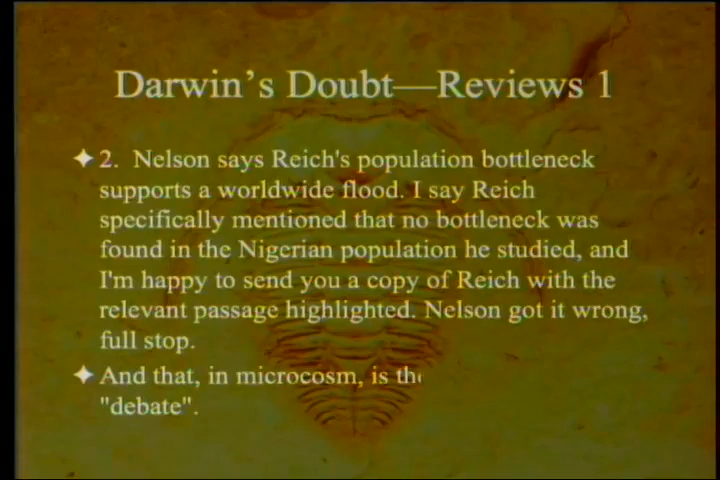 Darwin's Doubt—Reviews 1
2. Nelson says Reich's population bottleneck
supports a worldwide flood. I say Reich
specifically mentioned that no bottleneck was
found in the Nigerian population he studied, and
I'm happy to send you a copy of Reich with the
relevant passage highlighted. Nelson got it wrong,
full stop.
And that, in microcosm, is
"debate".